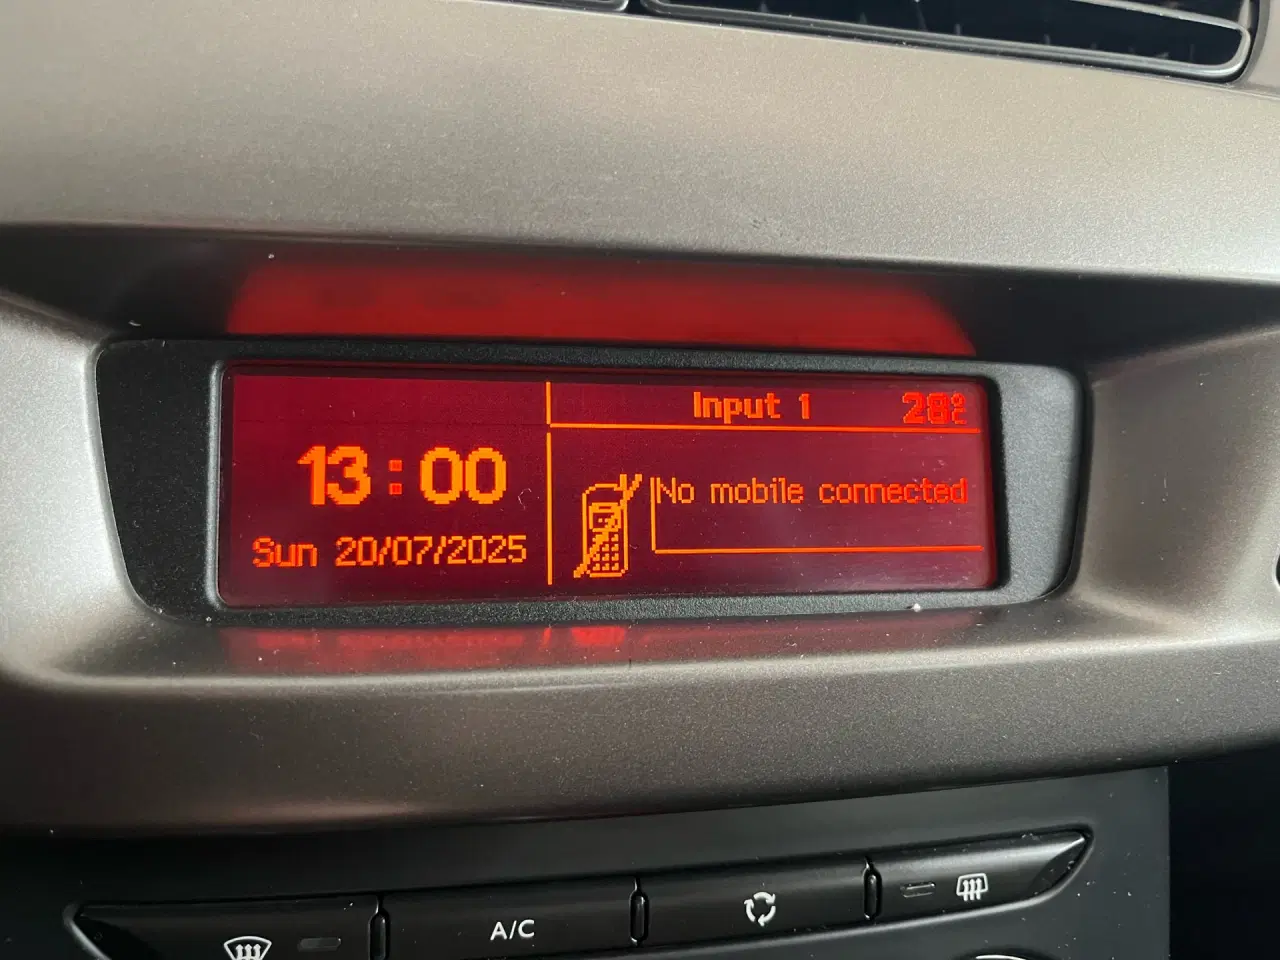 Input 1 28°C
13:00
No mobile connected
Sun 20/07/2025
A/C